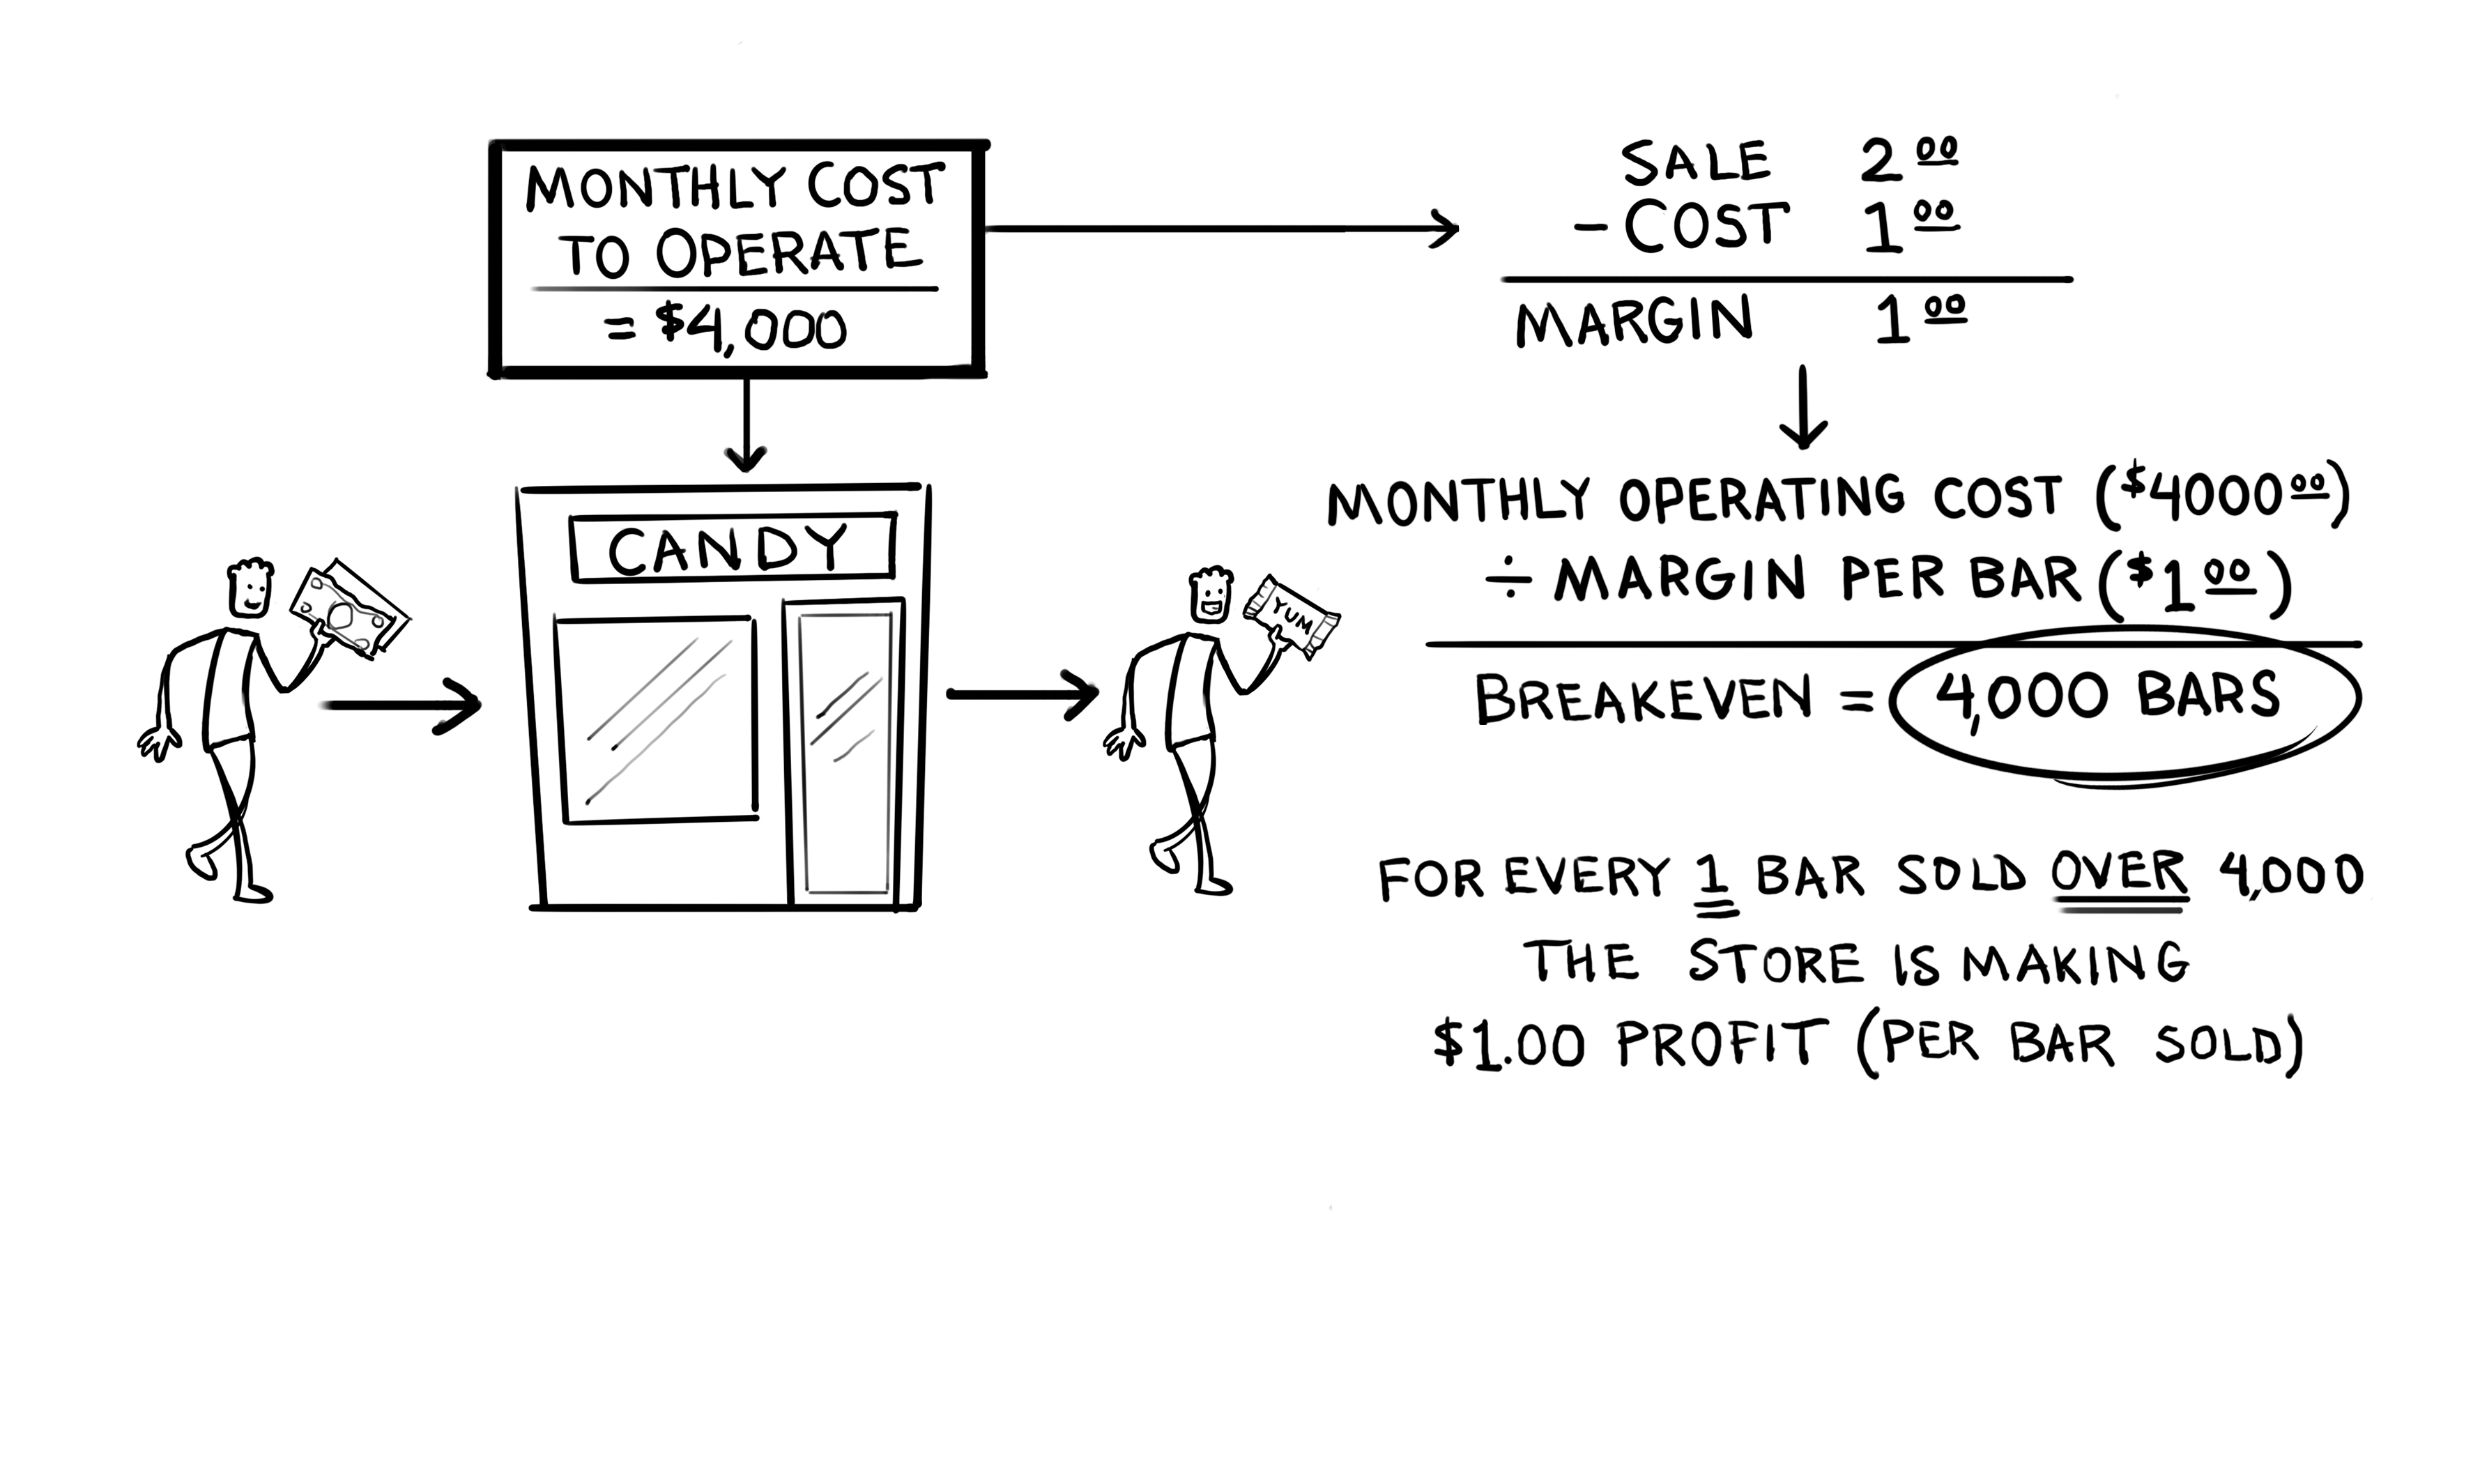 MONTHLY COST
TO OPERATE
= $4,000
SALE 2 00
- COST 1 00
MARGIN 1 00
MONTHLY OPERATING COST ($4000 00)
÷ MARGIN PER BAR ($1 00)
BREAKEVEN = 4,000 BARS
CANDY
YUM
FOR EVERY 1 BAR SOLD OVER 4,000
THE STORE IS MAKING
$1.00 PROFIT (PER BAR SOLD)